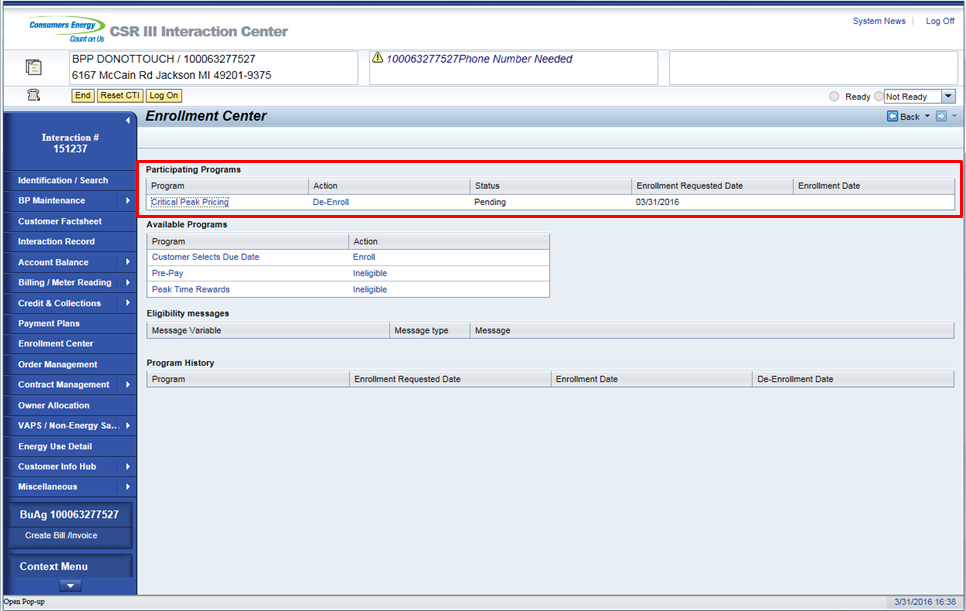 Consumers Energy
Count on Us
CSR III Interaction Center
System News
Log Off
BPP DONOTTOUCH / 100063277527
6167 McCain Rd Jackson MI 49201-9375
100063277527Phone Number Needed
End
Reset CTI
Log On
Ready
Not Ready
Enrollment Center
Back
Interaction #
151237
Identification / Search
BP Maintenance
Customer Factsheet
Interaction Record
Account Balance
Billing / Meter Reading
Credit & Collections
Payment Plans
Enrollment Center
Order Management
Contract Management
Owner Allocation
VAPS / Non-Energy Sa...
Energy Use Detail
Customer Info Hub
Miscellaneous
BuAg 100063277527
Create Bill /Invoice
Context Menu
Participating Programs
Program Action Status Enrollment Requested Date Enrollment Date
Critical Peak Pricing De-Enroll Pending 03/31/2016
Available Programs
Program Action
Customer Selects Due Date Enroll
Pre-Pay Ineligible
Peak Time Rewards Ineligible
Eligibility messages
Message Variable Message type Message
Program History
Program Enrollment Requested Date Enrollment Date De-Enrollment Date
Open Pop-up
3/31/2016 16:38